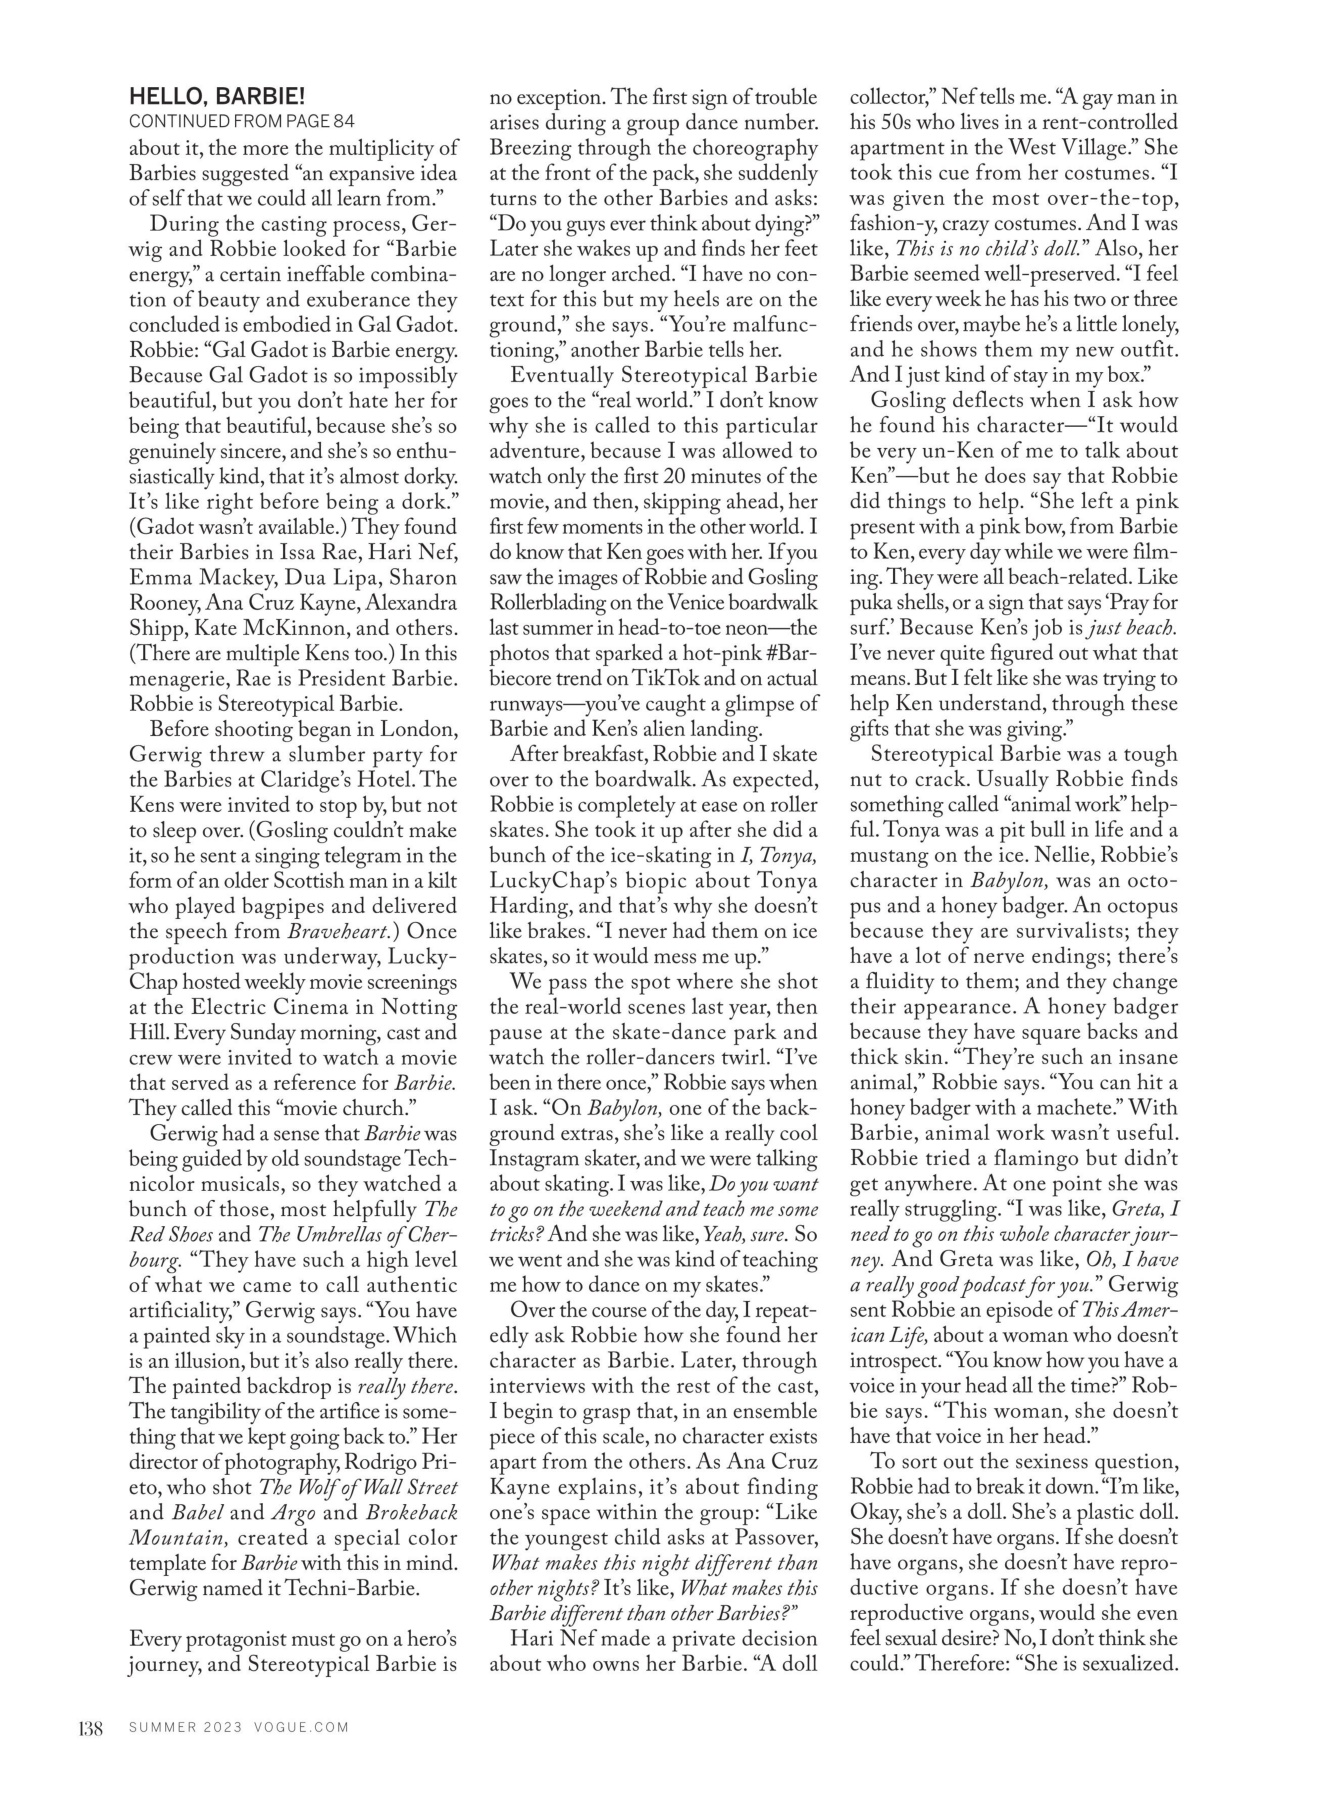 HELLO, BARBIE!
CONTINUED FROM PAGE 84
about it, the more the multiplicity of
Barbies suggested “an expansive idea
of self that we could all learn from.”
During the casting process, Ger-
wig and Robbie looked for “Barbie
energy,” a certain ineffable combina-
tion of beauty and exuberance they
concluded is embodied in Gal Gadot.
Robbie: “Gal Gadot is Barbie energy.
Because Gal Gadot is so impossibly
beautiful, but you don’t hate her for
being that beautiful, because she’s so
genuinely sincere, and she’s so enthu-
siastically kind, that it’s almost dorky.
It’s like right before being a dork.”
(Gadot wasn’t available.) They found
their Barbies in Issa Rae, Hari Nef,
Emma Mackey, Dua Lipa, Sharon
Rooney, Ana Cruz Kayne, Alexandra
Shipp, Kate McKinnon, and others.
(There are multiple Kens too.) In this
menagerie, Rae is President Barbie.
Robbie is Stereotypical Barbie.
Before shooting began in London,
Gerwig threw a slumber party for
the Barbies at Claridge’s Hotel. The
Kens were invited to stop by, but not
to sleep over. (Gosling couldn’t make
it, so he sent a singing telegram in the
form of an older Scottish man in a kilt
who played bagpipes and delivered
the speech from Braveheart.) Once
production was underway, Lucky-
Chap hosted weekly movie screenings
at the Electric Cinema in Notting
Hill. Every Sunday morning, cast and
crew were invited to watch a movie
that served as a reference for Barbie.
They called this “movie church.”
Gerwig had a sense that Barbie was
being guided by old soundstage Tech-
nicolor musicals, so they watched a
bunch of those, most helpfully The
Red Shoes and The Umbrellas of Cher-
bourg. “They have such a high level
of what we came to call authentic
artificiality,” Gerwig says. “You have
a painted sky in a soundstage. Which
is an illusion, but it’s also really there.
The painted backdrop is really there.
The tangibility of the artifice is some-
thing that we kept going back to.” Her
director of photography, Rodrigo Pri-
eto, who shot The Wolf of Wall Street
and Babel and Argo and Brokeback
Mountain, created a special color
template for Barbie with this in mind.
Gerwig named it Techni-Barbie.
Every protagonist must go on a hero’s
journey, and Stereotypical Barbie is
no exception. The first sign of trouble
arises during a group dance number.
Breezing through the choreography
at the front of the pack, she suddenly
turns to the other Barbies and asks:
“Do you guys ever think about dying?”
Later she wakes up and finds her feet
are no longer arched. “I have no con-
text for this but my heels are on the
ground,” she says. “You’re malfunc-
tioning,” another Barbie tells her.
Eventually Stereotypical Barbie
goes to the “real world.” I don’t know
why she is called to this particular
adventure, because I was allowed to
watch only the first 20 minutes of the
movie, and then, skipping ahead, her
first few moments in the other world. I
do know that Ken goes with her. If you
saw the images of Robbie and Gosling
Rollerblading on the Venice boardwalk
last summer in head-to-toe neon—the
photos that sparked a hot-pink #Bar-
biecore trend on TikTok and on actual
runways—you’ve caught a glimpse of
Barbie and Ken’s alien landing.
After breakfast, Robbie and I skate
over to the boardwalk. As expected,
Robbie is completely at ease on roller
skates. She took it up after she did a
bunch of the ice-skating in I, Tonya,
LuckyChap’s biopic about Tonya
Harding, and that’s why she doesn’t
like brakes. “I never had them on ice
skates, so it would mess me up.”
We pass the spot where she shot
the real-world scenes last year, then
pause at the skate-dance park and
watch the roller-dancers twirl. “I’ve
been in there once,” Robbie says when
I ask. “On Babylon, one of the back-
ground extras, she’s like a really cool
Instagram skater, and we were talking
about skating. I was like, Do you want
to go on the weekend and teach me some
tricks? And she was like, Yeah, sure. So
we went and she was kind of teaching
me how to dance on my skates.”
Over the course of the day, I repeat-
edly ask Robbie how she found her
character as Barbie. Later, through
interviews with the rest of the cast,
I begin to grasp that, in an ensemble
piece of this scale, no character exists
apart from the others. As Ana Cruz
Kayne explains, it’s about finding
one’s space within the group: “Like
the youngest child asks at Passover,
What makes this night different than
other nights? It’s like, What makes this
Barbie different than other Barbies?”
Hari Nef made a private decision
about who owns her Barbie. “A doll
collector,” Nef tells me. “A gay man in
his 50s who lives in a rent-controlled
apartment in the West Village.” She
took this cue from her costumes. “I
was given the most over-the-top,
fashion-y, crazy costumes. And I was
like, This is no child’s doll.” Also, her
Barbie seemed well-preserved. “I feel
like every week he has his two or three
friends over, maybe he’s a little lonely,
and he shows them my new outfit.
And I just kind of stay in my box.”
Gosling deflects when I ask how
he found his character—“It would
be very un-Ken of me to talk about
Ken”—but he does say that Robbie
did things to help. “She left a pink
present with a pink bow, from Barbie
to Ken, every day while we were film-
ing. They were all beach-related. Like
puka shells, or a sign that says ‘Pray for
surf.’ Because Ken’s job is just beach.
I’ve never quite figured out what that
means. But I felt like she was trying to
help Ken understand, through these
gifts that she was giving.”
Stereotypical Barbie was a tough
nut to crack. Usually Robbie finds
something called “animal work” help-
ful. Tonya was a pit bull in life and a
mustang on the ice. Nellie, Robbie’s
character in Babylon, was an octo-
pus and a honey badger. An octopus
because they are survivalists; they
have a lot of nerve endings; there’s
a fluidity to them; and they change
their appearance. A honey badger
because they have square backs and
thick skin. “They’re such an insane
animal,” Robbie says. “You can hit a
honey badger with a machete.” With
Barbie, animal work wasn’t useful.
Robbie tried a flamingo but didn’t
get anywhere. At one point she was
really struggling. “I was like, Greta, I
need to go on this whole character jour-
ney. And Greta was like, Oh, I have
a really good podcast for you.” Gerwig
sent Robbie an episode of This Amer-
ican Life, about a woman who doesn’t
introspect. “You know how you have a
voice in your head all the time?” Rob-
bie says. “This woman, she doesn’t
have that voice in her head.”
To sort out the sexiness question,
Robbie had to break it down. “I’m like,
Okay, she’s a doll. She’s a plastic doll.
She doesn’t have organs. If she doesn’t
have organs, she doesn’t have repro-
ductive organs. If she doesn’t have
reproductive organs, would she even
feel sexual desire? No, I don’t think she
could.” Therefore: “She is sexualized.
138 SUMMER 2023 VOGUE.COM